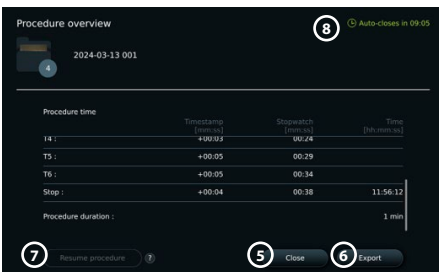 Procedure overview
8
Auto-closes in 09:05
2024-03-13 001
4
Procedure time
Timestamp [mm:ss]
Stopwatch [mm:ss]
Time [hh:mm:ss]
T4 : +00:03 00:24
T5 : +00:05 00:29
T6 : +00:05 00:34
Stop : +00:04 00:38 11:56:12
Procedure duration : 1 min
7 Resume procedure ? 5 Close 6 Export